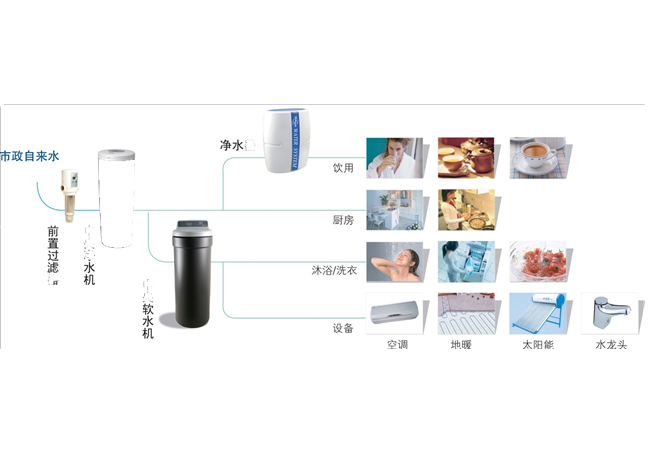 净水
市政自来水
饮用
前置过滤
水机
厨房
软水机
沐浴/洗衣
设备
空调
地暖
太阳能
水龙头